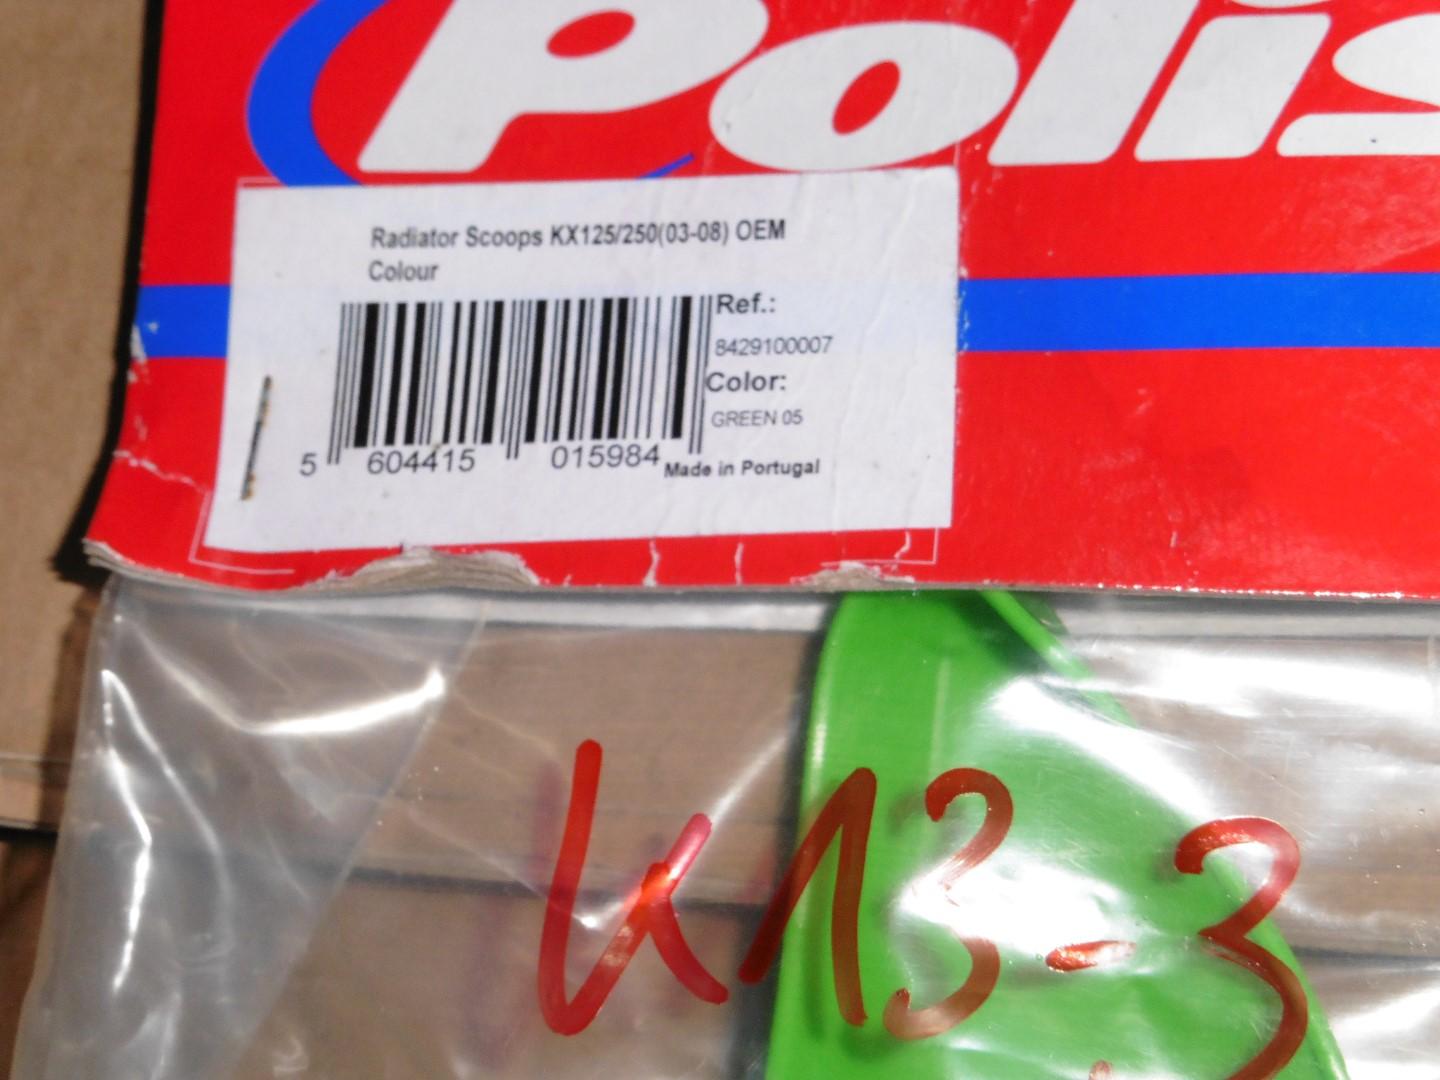 Polis
Radiator Scoops KX125/250(03-08) OEM
Colour
Ref.:
8429100007
Color:
GREEN 05
5 604415 015984
Made in Portugal
K13-3